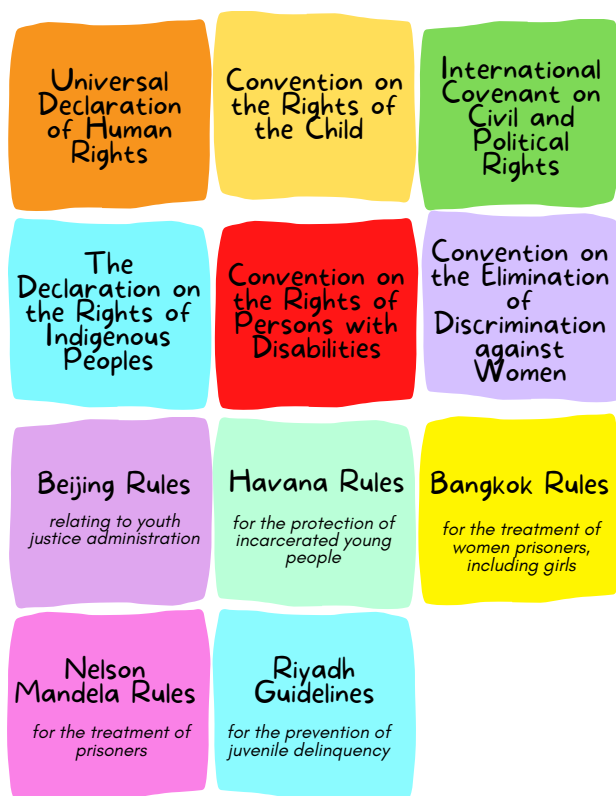 Universal
Declaration
of Human
Rights
Convention on
the Rights of
the Child
International
Covenant on
Civil and
Political
Rights
The
Declaration on
the Rights of
Indigenous
Peoples
Convention on
the Rights of
Persons with
Disabilities
Convention on
the Elimination
of
Discrimination
against
Women
Beijing Rules
relating to youth
justice administration
Havana Rules
for the protection of
incarcerated young
people
Bangkok Rules
for the treatment of
women prisoners,
including girls
Nelson
Mandela Rules
for the treatment of
prisoners
Riyadh
Guidelines
for the prevention of
juvenile delinquency